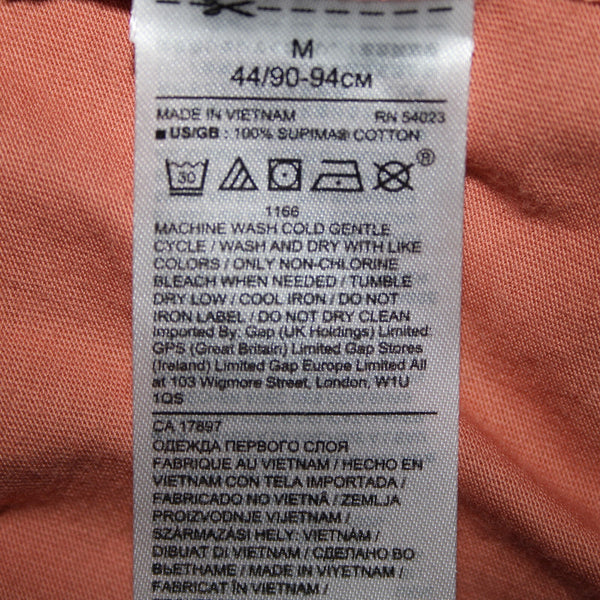 M
44/90-94CM
MADE IN VIETNAM RN 54023
■ US/GB : 100% SUPIMA® COTTON
30 ®
1166
MACHINE WASH COLD GENTLE
CYCLE / WASH AND DRY WITH LIKE
COLORS / ONLY NON-CHLORINE
BLEACH WHEN NEEDED / TUMBLE
DRY LOW / COOL IRON / DO NOT
IRON LABEL / DO NOT DRY CLEAN
Imported By: Gap (UK Holdings) Limited
GPS (Great Britain) Limited Gap Stores
(Ireland) Limited Gap Europe Limited All
at 103 Wigmore Street, London, W1U
1QS
CA 17897
ОДЕЖДА ПЕРВОГО СЛОЯ
FABRIQUE AU VIETNAM / HECHO EN
VIETNAM CON TELA IMPORTADA /
FABRICADO NO VIETNÃ / ZEMLJA
PROIZVODNJE VIJETNAM /
SZÁRMAZÁSI HELY: VIETNÁM /
DIBUAT DI VIETNAM / СДЕЛАНО ВО
ВЬЕТНАМЕ / MADE IN VIYETNAM /
FABRICAT ÎN VIETNAM /